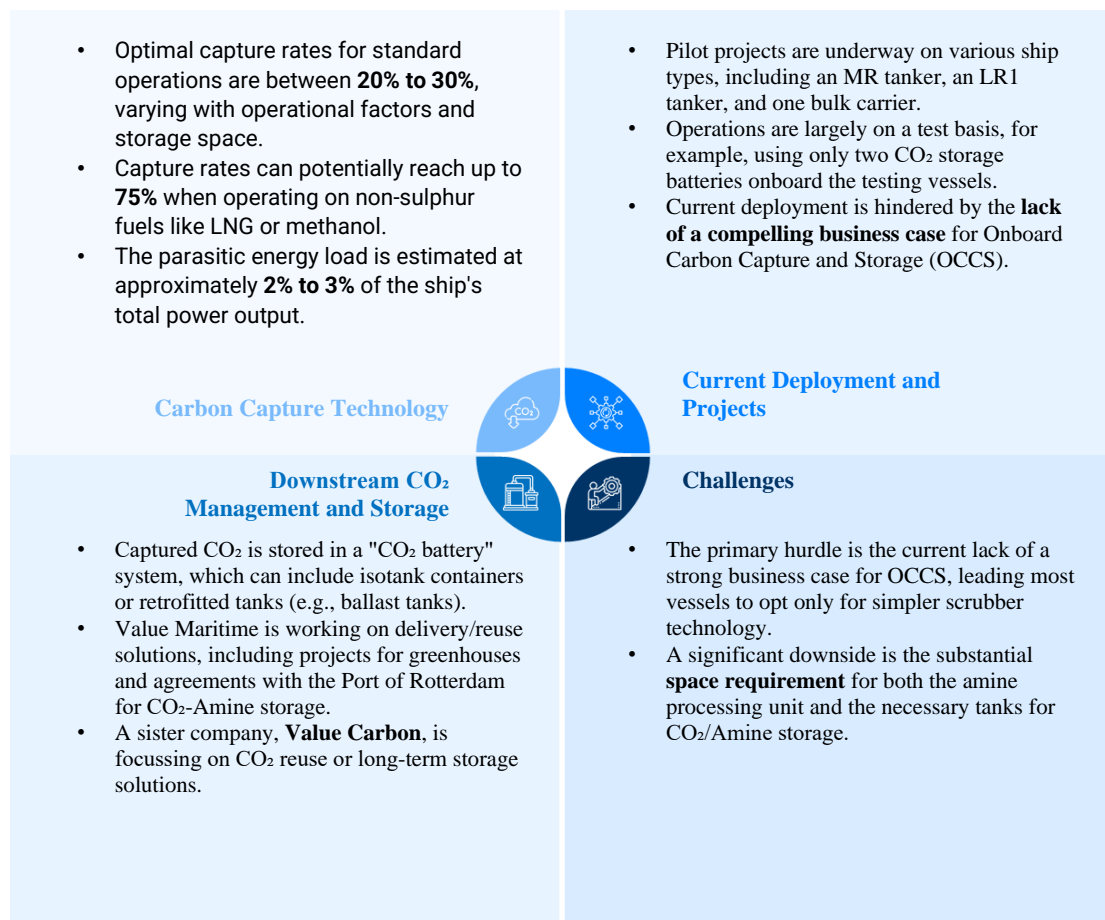 • Optimal capture rates for standard
operations are between 20% to 30%,
varying with operational factors and
storage space.
• Capture rates can potentially reach up to
75% when operating on non-sulphur
fuels like LNG or methanol.
• The parasitic energy load is estimated at
approximately 2% to 3% of the ship's
total power output.
Carbon Capture Technology
• Pilot projects are underway on various ship
types, including an MR tanker, an LR1
tanker, and one bulk carrier.
• Operations are largely on a test basis, for
example, using only two CO₂ storage
batteries onboard the testing vessels.
• Current deployment is hindered by the lack
of a compelling business case for Onboard
Carbon Capture and Storage (OCCS).
Current Deployment and
Projects
CO₂
Downstream CO₂
Management and Storage
• Captured CO₂ is stored in a "CO₂ battery"
system, which can include isotank containers
or retrofitted tanks (e.g., ballast tanks).
• Value Maritime is working on delivery/reuse
solutions, including projects for greenhouses
and agreements with the Port of Rotterdam
for CO₂-Amine storage.
• A sister company, Value Carbon, is
focussing on CO₂ reuse or long-term storage
solutions.
Challenges
• The primary hurdle is the current lack of a
strong business case for OCCS, leading most
vessels to opt only for simpler scrubber
technology.
• A significant downside is the substantial
space requirement for both the amine
processing unit and the necessary tanks for
CO₂/Amine storage.